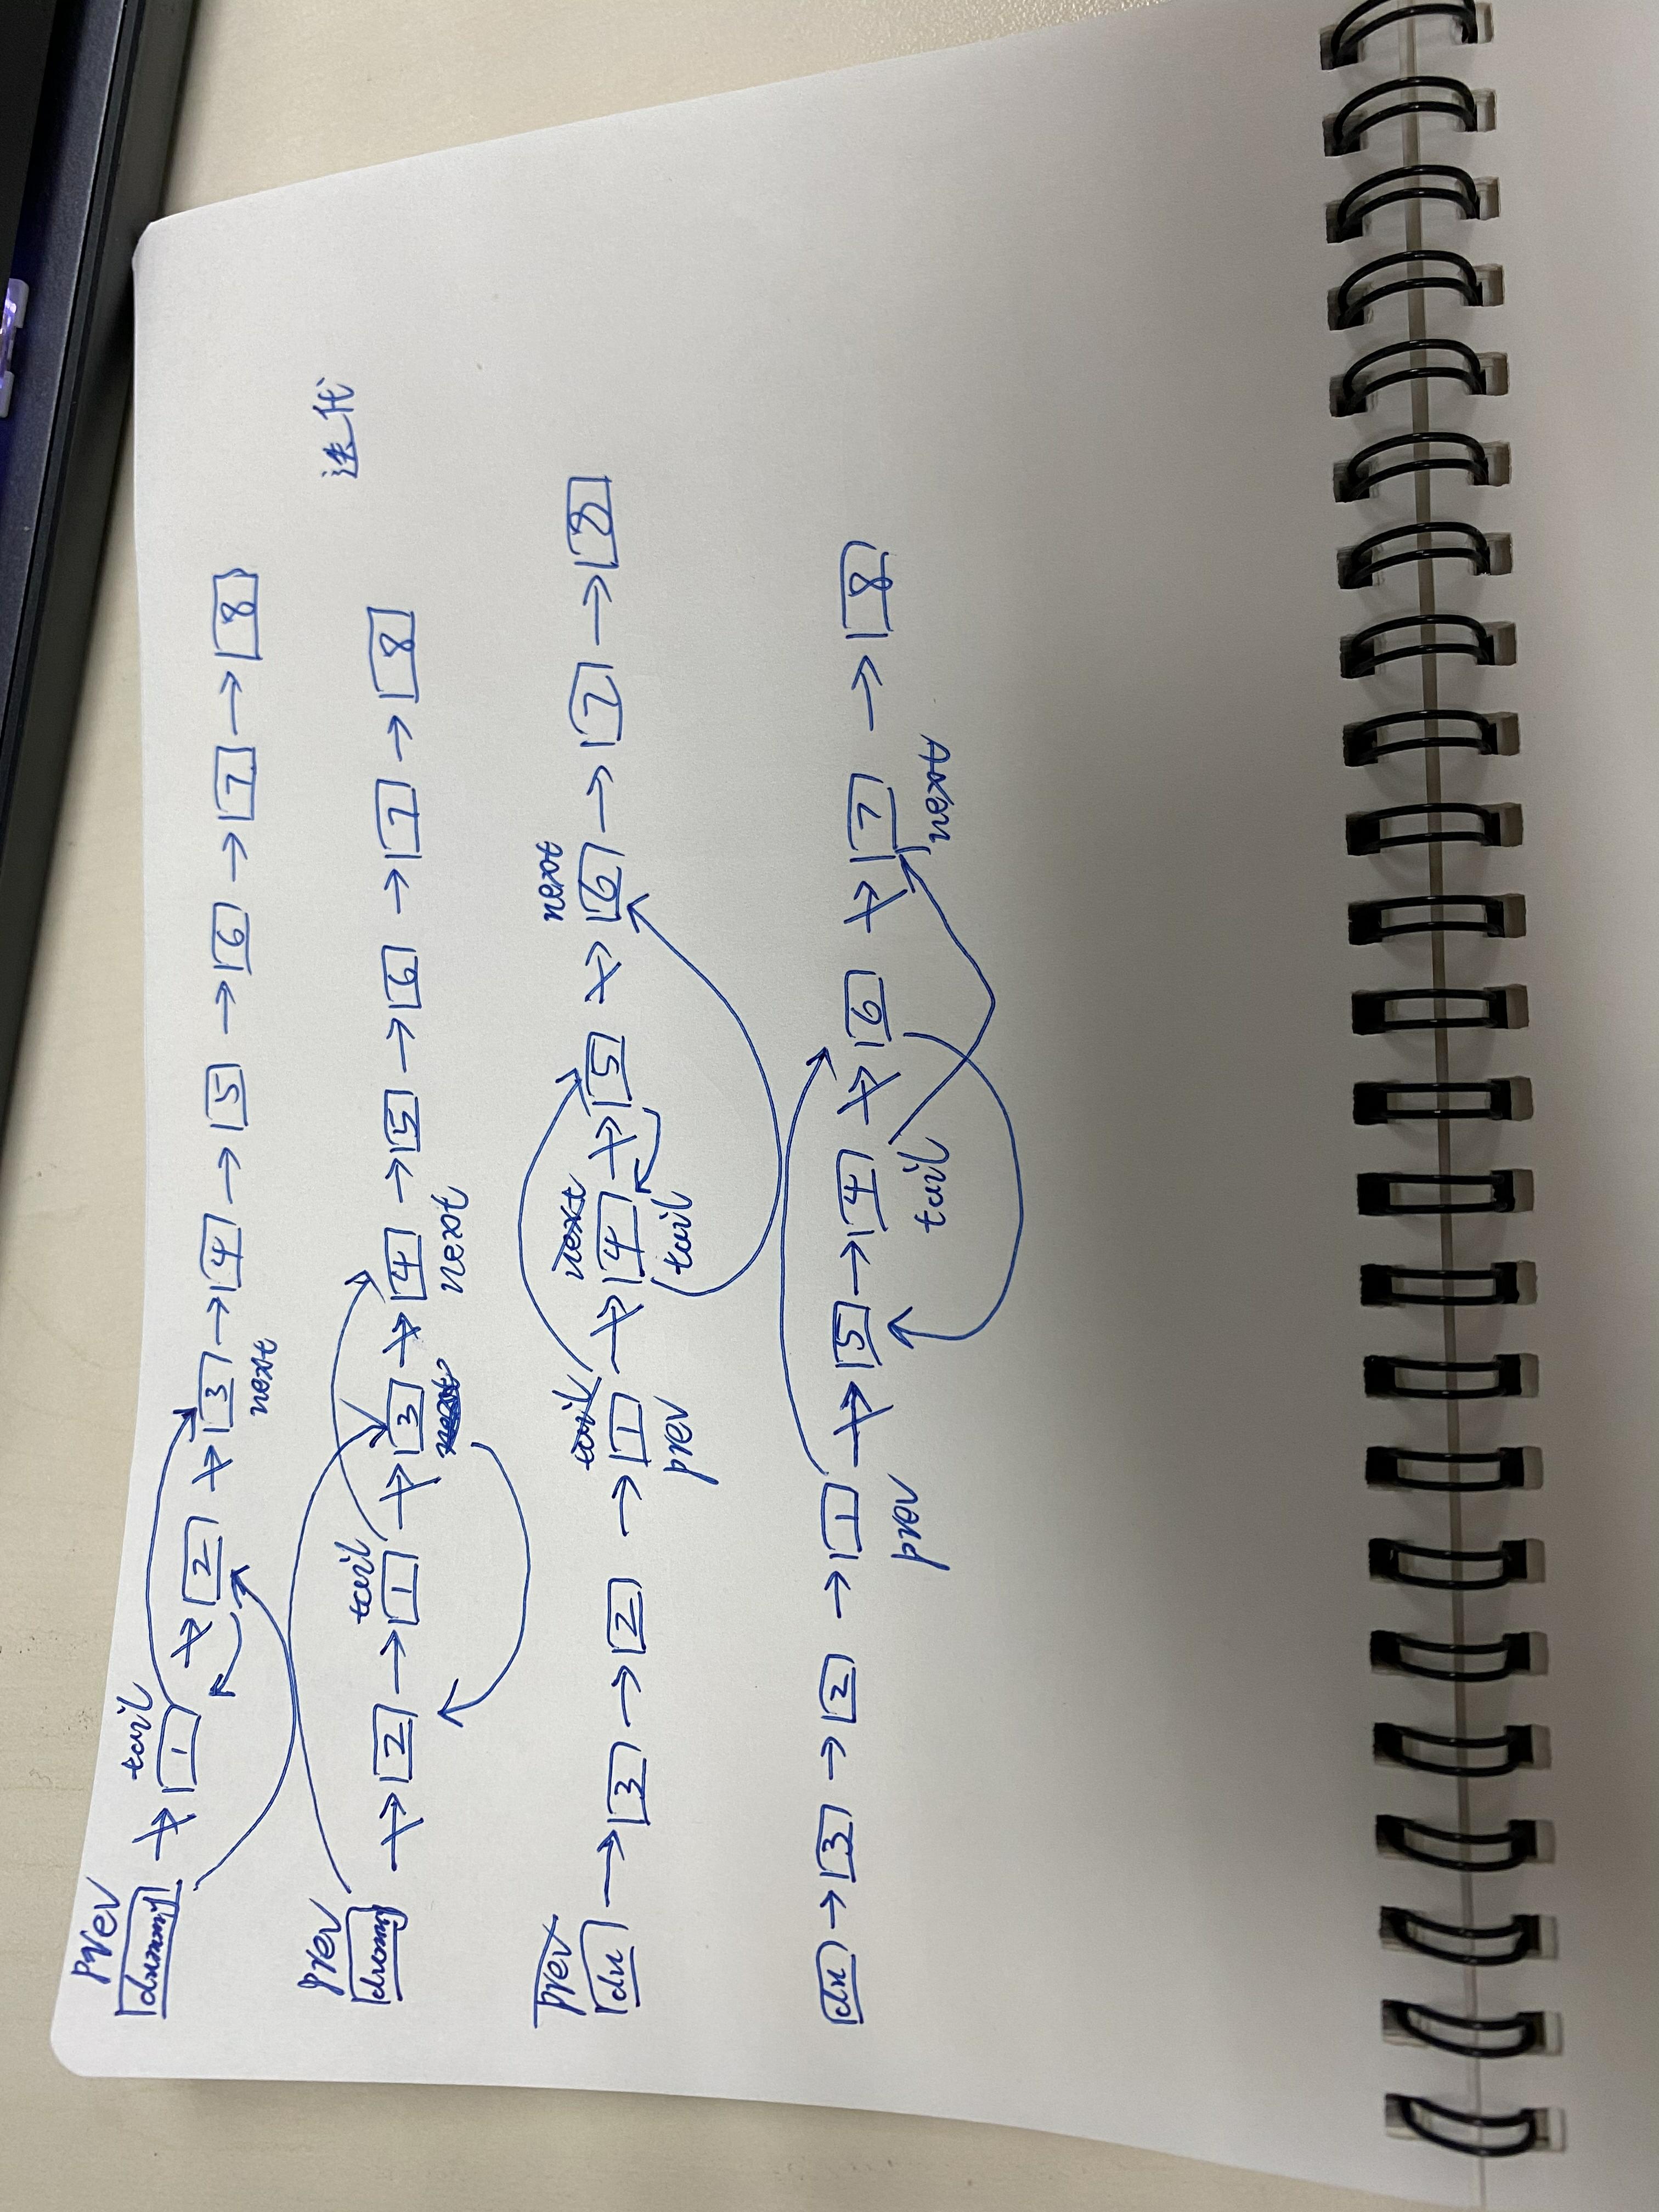 prev
dummy → 1 → 2 → 3 → 4 → 5 → 6 → 7 → 8
tail
next
prev
dummy → 2 → 1 → 3 → 4 → 5 → 6 → 7 → 8
tail
next next
迭代
prev
du → 3 → 2 → 1 → 4 → 5 → 6 → 7 → 8
tail next next
prev tail
du → 3 → 2 → 1 → 5 → 4 → 6 → 7 → 8
prev tail next